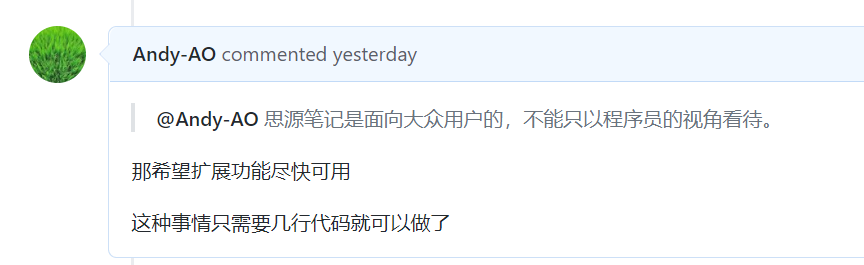 Andy-AO commented yesterday
@Andy-AO 思源笔记是面向大众用户的，不能只以程序员的视角看待。
那希望扩展功能尽快可用
这种事情只需要几行代码就可以做了